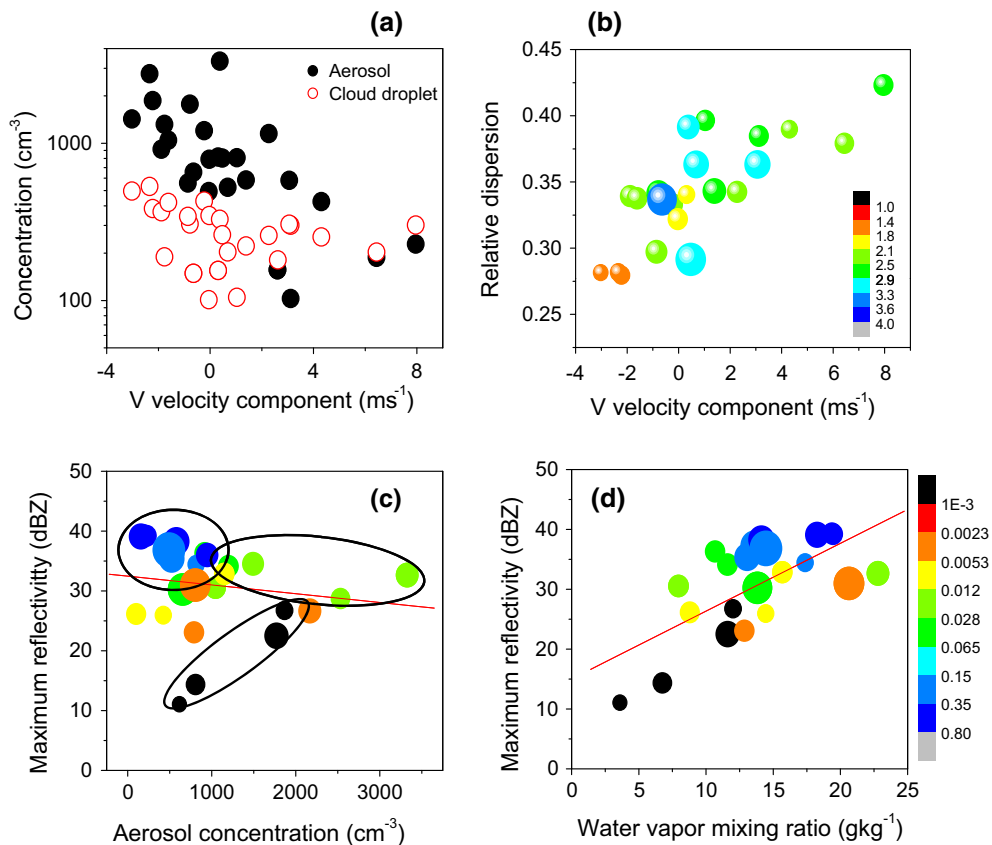 (a)
Concentration (cm-3)
1000
100
Aerosol
Cloud droplet
-4 0 4 8
V velocity component (ms-1)
(b)
Relative dispersion
0.45
0.40
0.35
0.30
0.25
1.0
1.4
1.8
2.1
2.5
2.9
3.3
3.6
4.0
-4 -2 0 2 4 6 8
V velocity component (ms-1)
(c)
Maximum reflectivity (dBZ)
50
40
30
20
10
0
0 1000 2000 3000
Aerosol concentration (cm-3)
(d)
Maximum reflectivity (dBZ)
50
40
30
20
10
0
0 5 10 15 20 25
Water vapor mixing ratio (gkg-1)
1E-3
0.0023
0.0053
0.012
0.028
0.065
0.15
0.35
0.80